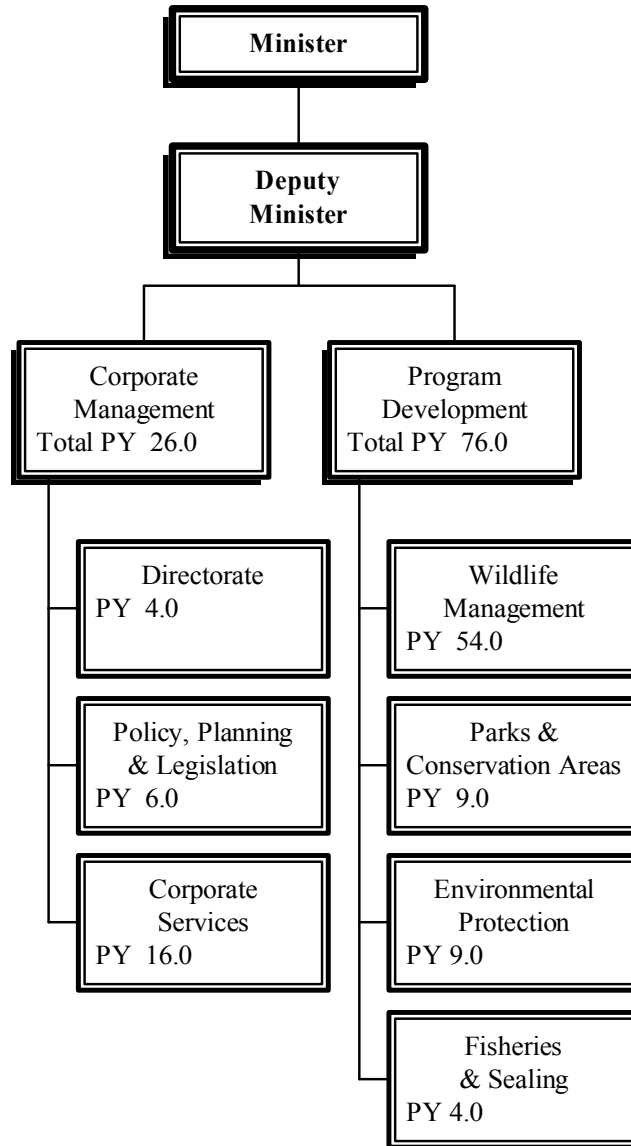 Minister
Deputy
Minister
Corporate
Management
Total PY  26.0
Program
Development
Total PY  76.0
Directorate
PY  4.0
Policy, Planning
& Legislation
PY  6.0
Corporate
Services
PY  16.0
Wildlife
Management
PY  54.0
Parks &
Conservation Areas
PY  9.0
Environmental
Protection
PY 9.0
Fisheries
& Sealing
PY 4.0